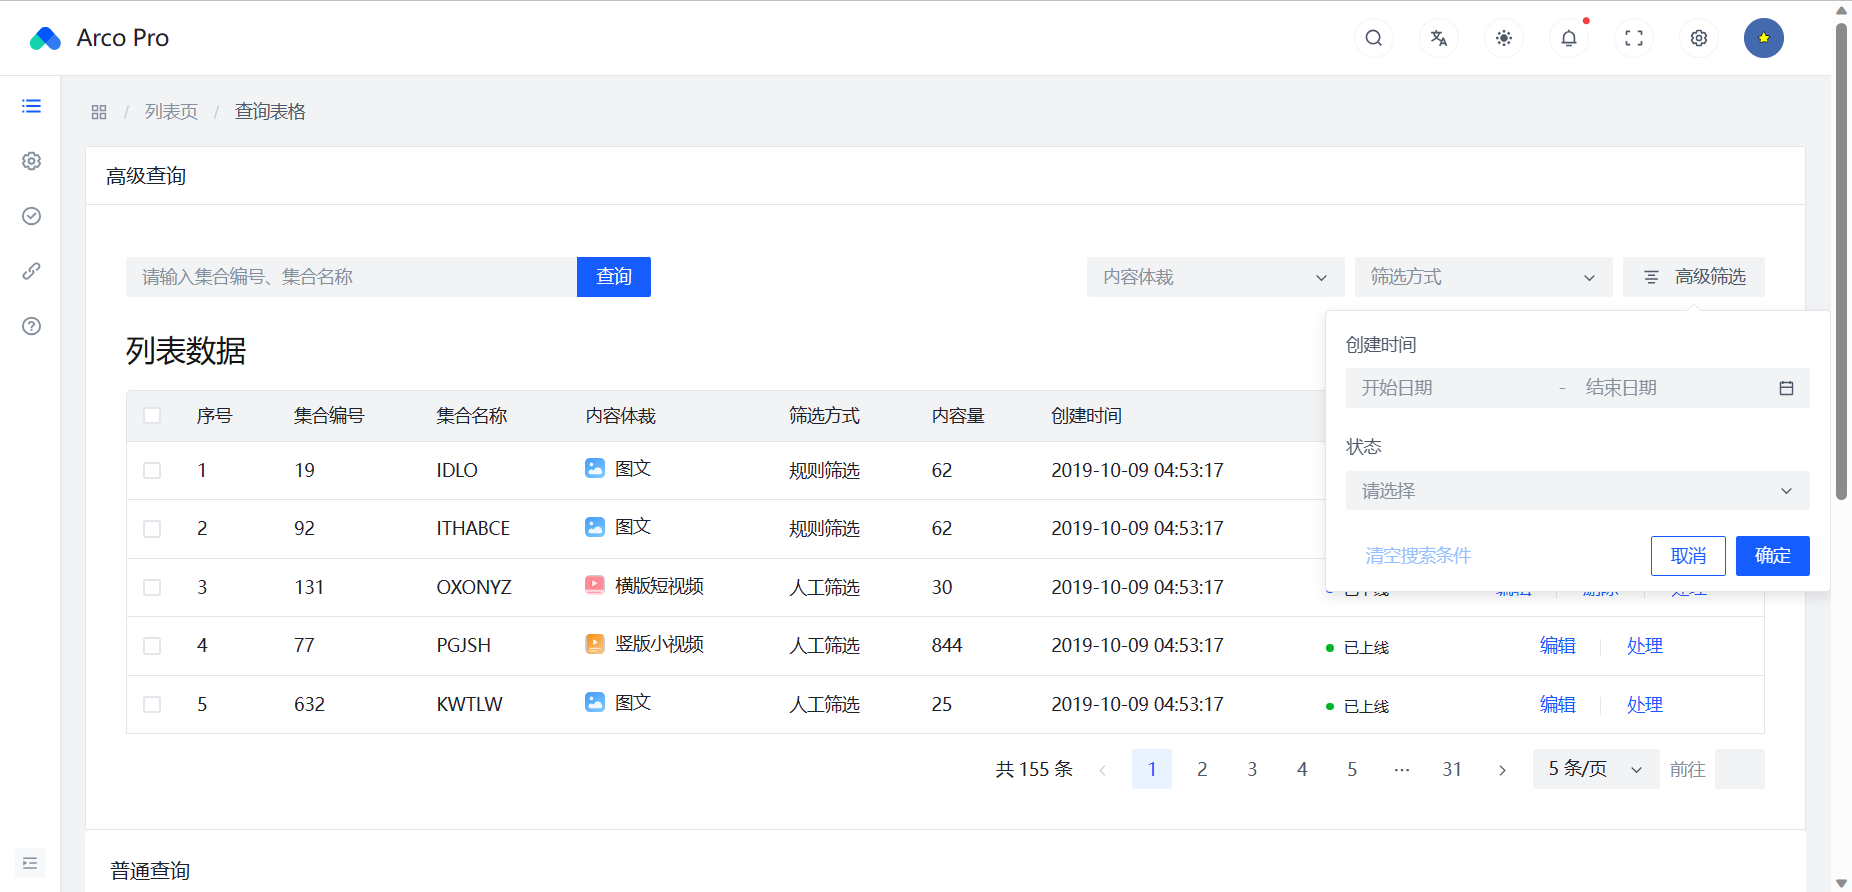 Arco Pro
/ 列表页 / 查询表格
高级查询
请输入集合编号、集合名称 查询 内容体裁 筛选方式 高级筛选
列表数据
创建时间
开始日期 - 结束日期
状态
请选择
清空搜索条件 取消 确定
序号 集合编号 集合名称 内容体裁 筛选方式 内容量 创建时间
1 19 IDLO 图文 规则筛选 62 2019-10-09 04:53:17
2 92 ITHABCE 图文 规则筛选 62 2019-10-09 04:53:17
3 131 OXONYZ 横版短视频 人工筛选 30 2019-10-09 04:53:17
4 77 PGJSH 竖版小视频 人工筛选 844 2019-10-09 04:53:17 已上线 编辑 处理
5 632 KWTLW 图文 人工筛选 25 2019-10-09 04:53:17 已上线 编辑 处理
共 155 条 1 2 3 4 5 ··· 31 5 条/页 前往
普通查询